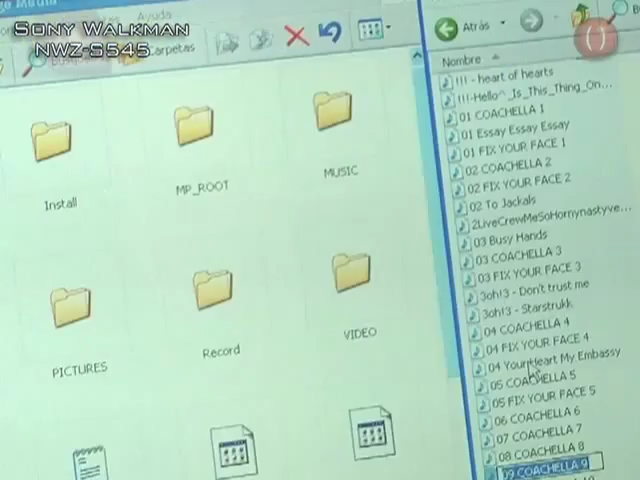 SONY WALKMAN
NWZ-S545
Ayuda
Carpetas
Install
MP_ROOT
MUSIC
PICTURES
Record
VIDEO
Atrás
Nombre
!!! - heart of hearts
!!!-Hello^_Is_This_Thing_On...
01 COACHELLA 1
01 Essay Essay Essay
01 FIX YOUR FACE 1
02 COACHELLA 2
02 FIX YOUR FACE 2
02 To Jackals
2LiveCrewMeSoHornynastyve...
03 Busy Hands
03 COACHELLA 3
03 FIX YOUR FACE 3
3oh!3 - Don't trust me
3oh!3 - Starstrukk
04 COACHELLA 4
04 FIX YOUR FACE 4
04 Your Heart My Embassy
05 COACHELLA 5
05 FIX YOUR FACE 5
06 COACHELLA 6
07 COACHELLA 7
08 COACHELLA 8
09 COACHELLA 9